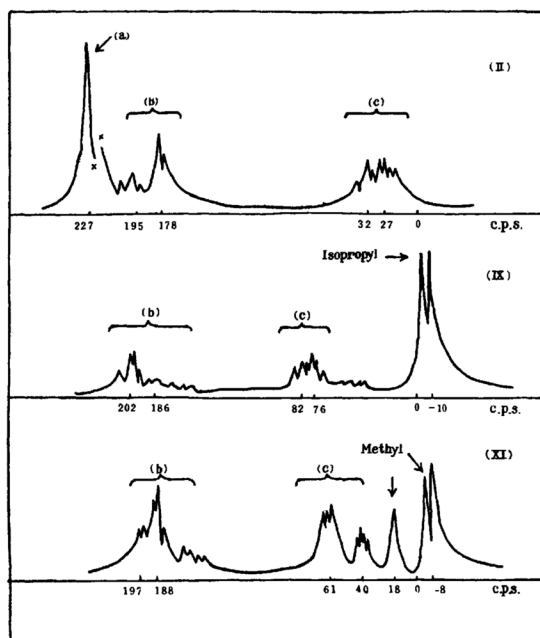 (a)
(II)
(b)
(c)
x
x
227 195 178 32 27 0 c.p.s.
Isopropyl
(IX)
(b)
(c)
202 186 82 76 0 -10 c.p.s.
Methyl
(XI)
(b)
(c)
197 188 61 40 18 0 -8 c.p.s.